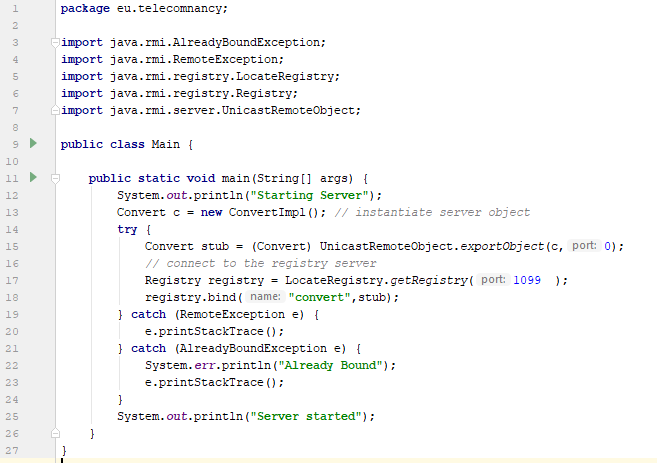 1 package eu.telecomnancy;
2
3 import java.rmi.AlreadyBoundException;
4 import java.rmi.RemoteException;
5 import java.rmi.registry.LocateRegistry;
6 import java.rmi.registry.Registry;
7 import java.rmi.server.UnicastRemoteObject;
8
9 public class Main {
10
11     public static void main(String[] args) {
12         System.out.println("Starting Server");
13         Convert c = new ConvertImpl(); // instantiate server object
14         try {
15             Convert stub = (Convert) UnicastRemoteObject.exportObject(c, port: 0);
16             // connect to the registry server
17             Registry registry = LocateRegistry.getRegistry( port: 1099 );
18             registry.bind( name: "convert",stub);
19         } catch (RemoteException e) {
20             e.printStackTrace();
21         } catch (AlreadyBoundException e) {
22             System.err.println("Already Bound");
23             e.printStackTrace();
24         }
25         System.out.println("Server started");
26     }
27 }